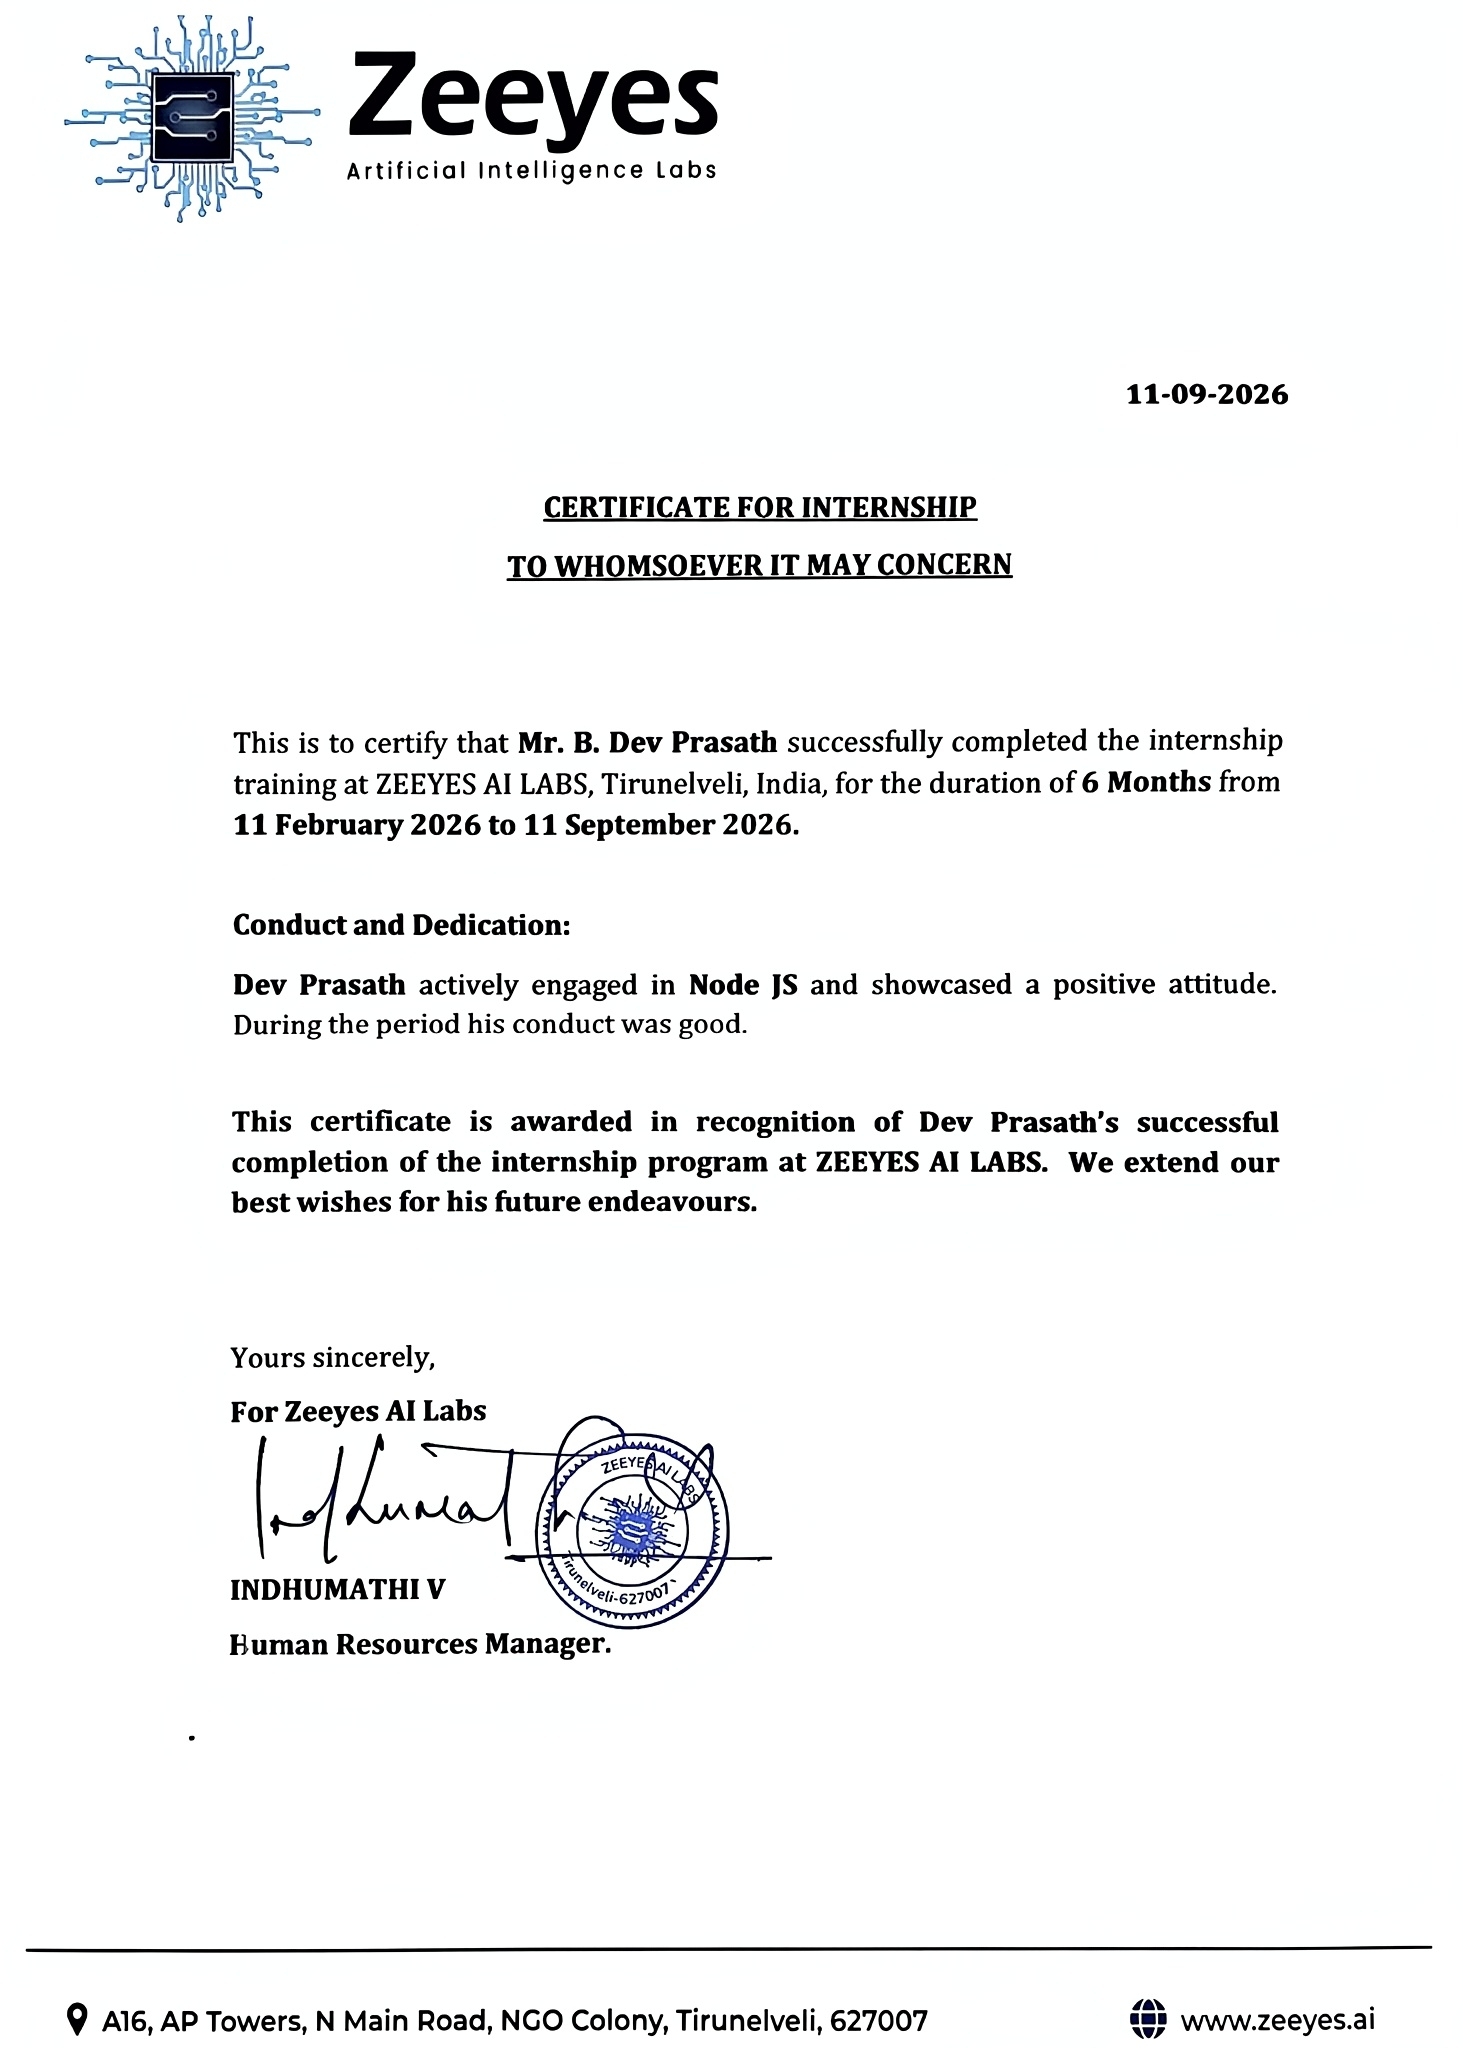 Zeeyes
Artificial Intelligence Labs
11-09-2026
CERTIFICATE FOR INTERNSHIP
TO WHOMSOEVER IT MAY CONCERN
This is to certify that Mr. B. Dev Prasath successfully completed the internship
training at ZEEYES AI LABS, Tirunelveli, India, for the duration of 6 Months from
11 February 2026 to 11 September 2026.
Conduct and Dedication:
Dev Prasath actively engaged in Node JS and showcased a positive attitude.
During the period his conduct was good.
This certificate is awarded in recognition of Dev Prasath's successful
completion of the internship program at ZEEYES AI LABS. We extend our
best wishes for his future endeavours.
Yours sincerely,
For Zeeyes AI Labs
ZEEYES AI LABS
Tirunelveli-627007
INDHUMATHI V
Human Resources Manager.
A16, AP Towers, N Main Road, NGO Colony, Tirunelveli, 627007
www.zeeyes.ai